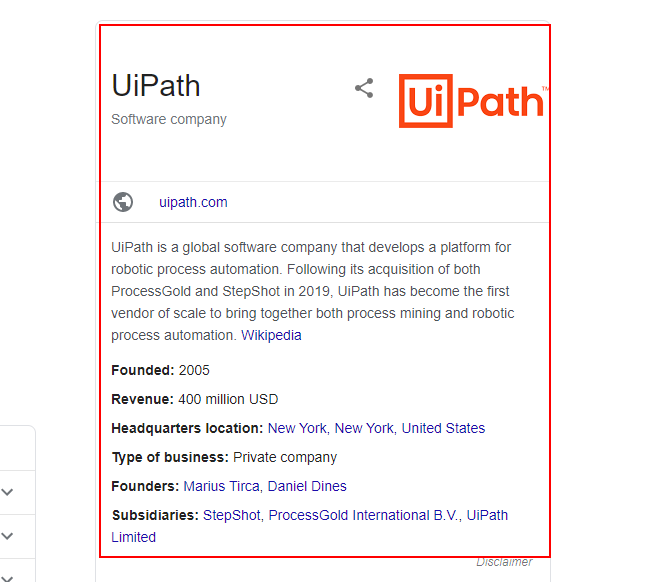 UiPath
Software company
Ui Path™
uipath.com
UiPath is a global software company that develops a platform for
robotic process automation. Following its acquisition of both
ProcessGold and StepShot in 2019, UiPath has become the first
vendor of scale to bring together both process mining and robotic
process automation. Wikipedia
Founded: 2005
Revenue: 400 million USD
Headquarters location: New York, New York, United States
Type of business: Private company
Founders: Marius Tirca, Daniel Dines
Subsidiaries: StepShot, ProcessGold International B.V., UiPath
Limited
Disclaimer